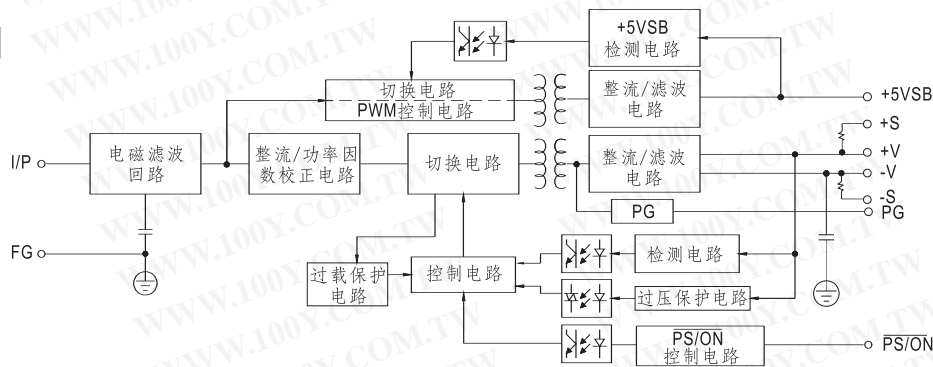 +5VSB
检测电路
切换电路
PWM控制电路
整流/滤波
电路
+5VSB
+S
I/P
电磁滤波
回路
整流/功率因
数校正电路
切换电路
整流/滤波
电路
+V
-V
-S
PG
PG
FG
过载保护
电路
控制电路
检测电路
过压保护电路
PS/ON
控制电路
PS/ON
WWW.100Y.COM.TW